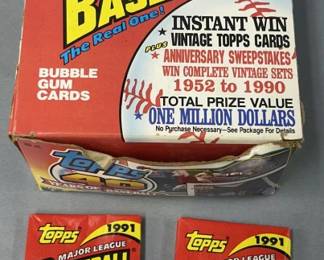 The Real One!
BUBBLE
GUM
CARDS
INSTANT WIN
PLUS VINTAGE TOPPS CARDS
ANNIVERSARY SWEEPSTAKES
WIN COMPLETE VINTAGE SETS
1952 to 1990
TOTAL PRIZE VALUE
ONE MILLION DOLLARS
No Purchase Necessary—See Package For Details
Topps
40
YEARS OF BASEBALL
Topps 1991
MAJOR LEAGUE
Topps 1991
MAJOR LEAGUE